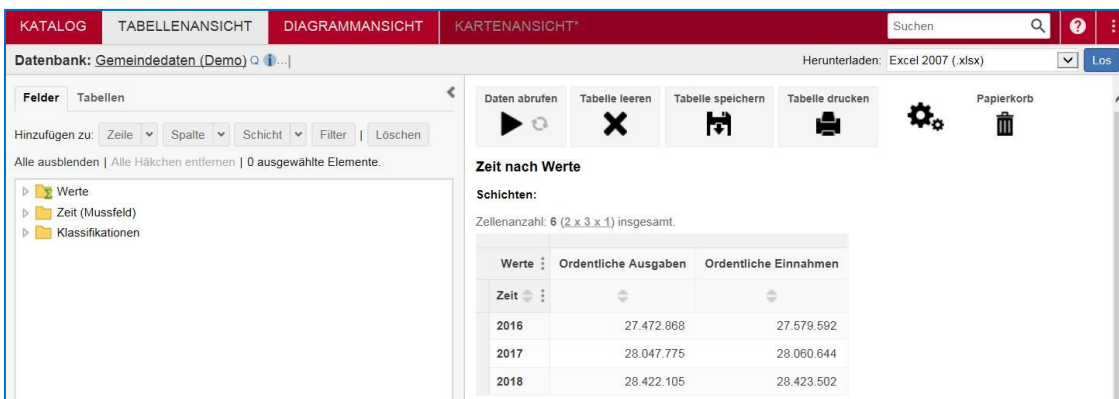 KATALOG TABELLENANSICHT DIAGRAMMANSICHT KARTENANSICHT* Suchen
Datenbank: Gemeindedaten (Demo) ...| Herunterladen: Excel 2007 (.xlsx) Los
Felder Tabellen
Hinzufügen zu: Zeile Spalte Schicht Filter | Löschen
Alle ausblenden | Alle Häkchen entfernen | 0 ausgewählte Elemente.
Werte
Zeit (Mussfeld)
Klassifikationen
Daten abrufen Tabelle leeren Tabelle speichern Tabelle drucken Papierkorb
Zeit nach Werte
Schichten:
Zellenanzahl: 6 (2 x 3 x 1) insgesamt.
Werte Ordentliche Ausgaben Ordentliche Einnahmen
Zeit
2016 27.472.868 27.579.592
2017 28.047.775 28.060.644
2018 28.422.105 28.423.502